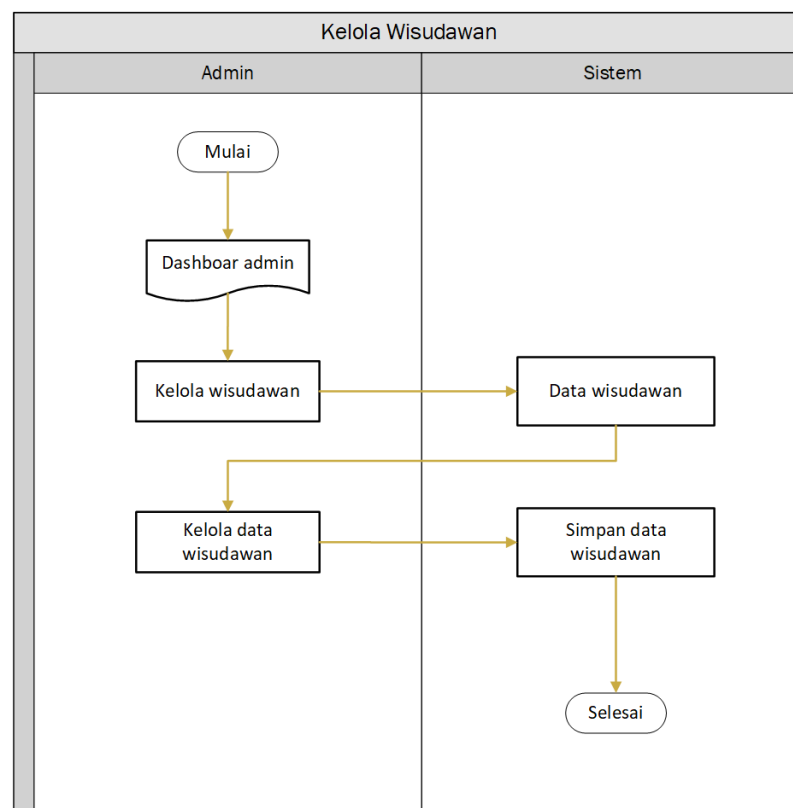 Kelola Wisudawan
Admin
Sistem
Mulai
Dashboar admin
Kelola wisudawan
Data wisudawan
Kelola data
wisudawan
Simpan data
wisudawan
Selesai